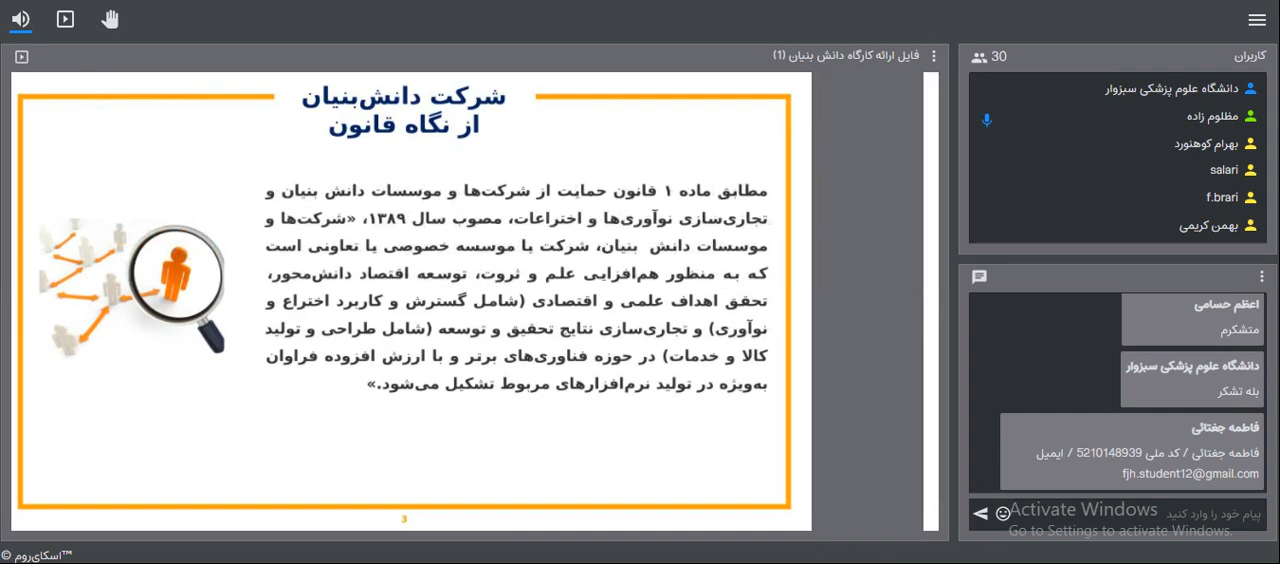 فایل ارائه کارگاه دانش بنیان (1)
شرکت دانش‌بنیان
از نگاه قانون
مطابق ماده ۱ قانون حمایت از شرکت‌ها و موسسات دانش بنیان و
تجاری‌سازی نوآوری‌ها و اختراعات، مصوب سال ۱۳۸۹، «شرکت‌ها و
موسسات دانش بنیان، شرکت یا موسسه خصوصی یا تعاونی است
که به منظور هم‌افزایی علم و ثروت، توسعه اقتصاد دانش‌محور،
تحقق اهداف علمی و اقتصادی (شامل گسترش و کاربرد اختراع و
نوآوری) و تجاری‌سازی نتایج تحقیق و توسعه (شامل طراحی و تولید
کالا و خدمات) در حوزه فناوری‌های برتر و با ارزش افزوده فراوان
به‌ویژه در تولید نرم‌افزارهای مربوط تشکیل می‌شود.»
3
کاربران
30
دانشگاه علوم پزشکی سبزوار
مظلوم زاده
بهرام کوهنورد
salari
f.brari
بهمن کریمی
اعظم حسامی
متشکرم
دانشگاه علوم پزشکی سبزوار
بله تشکر
فاطمه جغتائی
فاطمه جغتائی / کد ملی 5210148939 / ایمیل
fjh.student12@gmail.com
پیام خود را وارد کنید
Activate Windows
Go to Settings to activate Windows.
© اسکای‌روم™